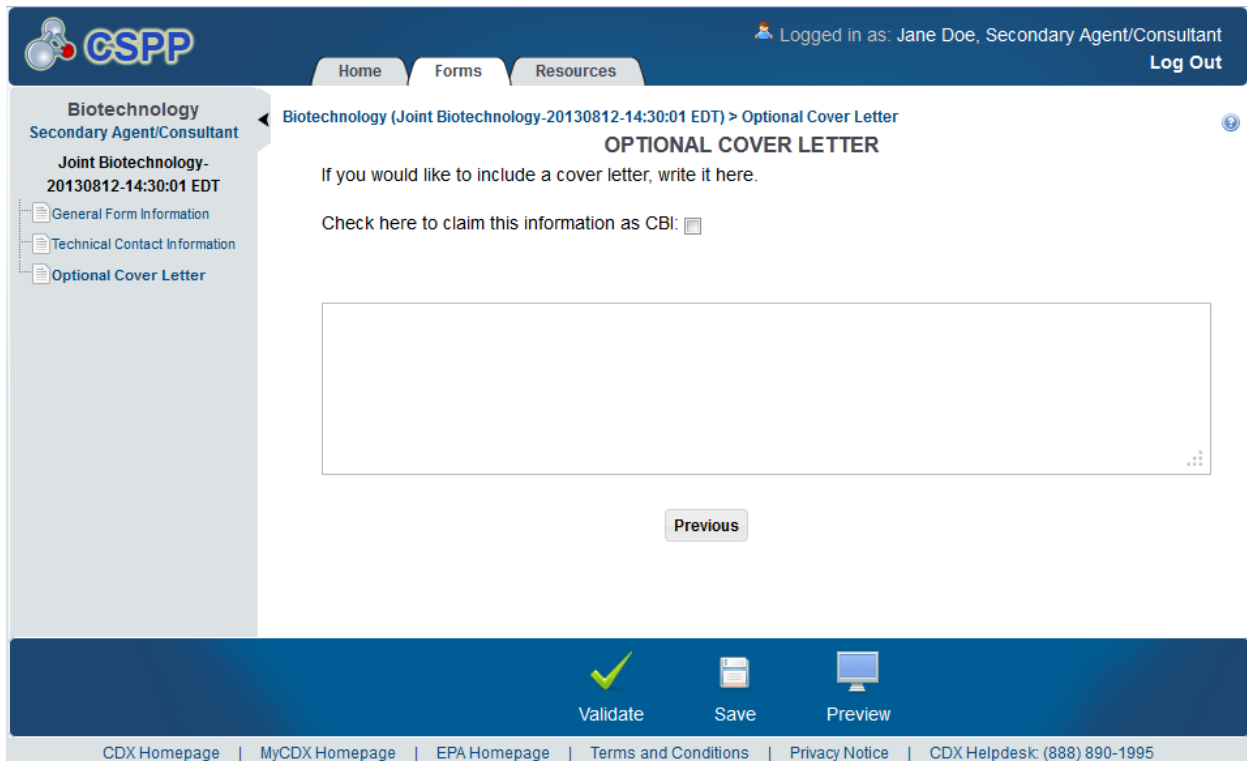 CSPP
Logged in as: Jane Doe, Secondary Agent/Consultant
Log Out
Home Forms Resources
Biotechnology
Secondary Agent/Consultant
Joint Biotechnology-
20130812-14:30:01 EDT
General Form Information
Technical Contact Information
Optional Cover Letter
Biotechnology (Joint Biotechnology-20130812-14:30:01 EDT) > Optional Cover Letter
OPTIONAL COVER LETTER
If you would like to include a cover letter, write it here.
Check here to claim this information as CBI:
Previous
Validate Save Preview
CDX Homepage | MyCDX Homepage | EPA Homepage | Terms and Conditions | Privacy Notice | CDX Helpdesk: (888) 890-1995